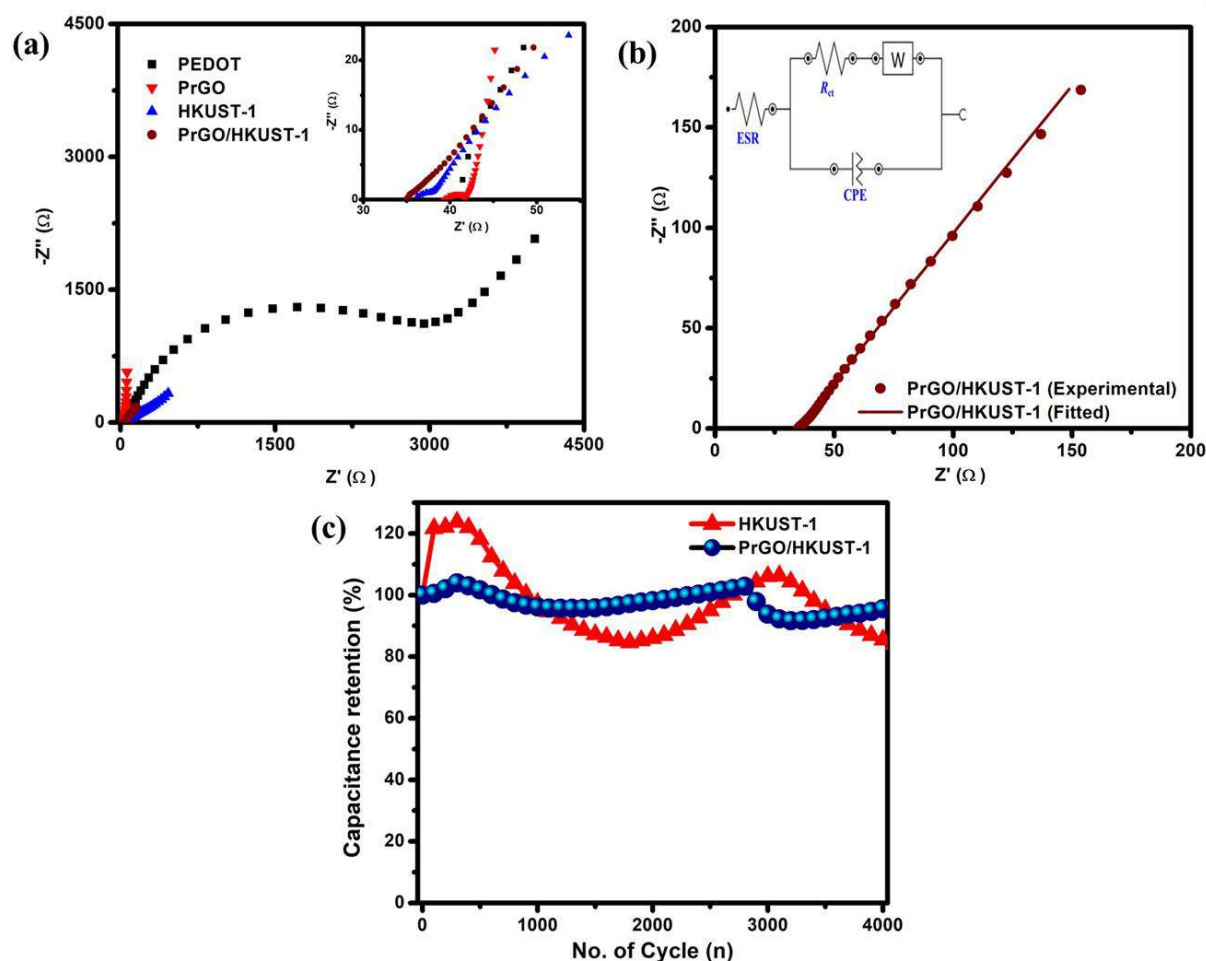 (a)
-Z'' (Ω)
4500
3000
1500
0
PEDOT
PrGO
HKUST-1
PrGO/HKUST-1
-Z'' (Ω)
20
10
0
30
40
50
Z' (Ω )
0
1500
3000
4500
Z' (Ω )
(b)
-Z'' (Ω)
200
150
100
50
0
Rct
W
ESR
CPE
PrGO/HKUST-1 (Experimental)
PrGO/HKUST-1 (Fitted)
0
50
100
150
200
Z' (Ω )
(c)
Capacitance retention (%)
120
100
80
60
40
20
0
HKUST-1
PrGO/HKUST-1
0
1000
2000
3000
4000
No. of Cycle (n)